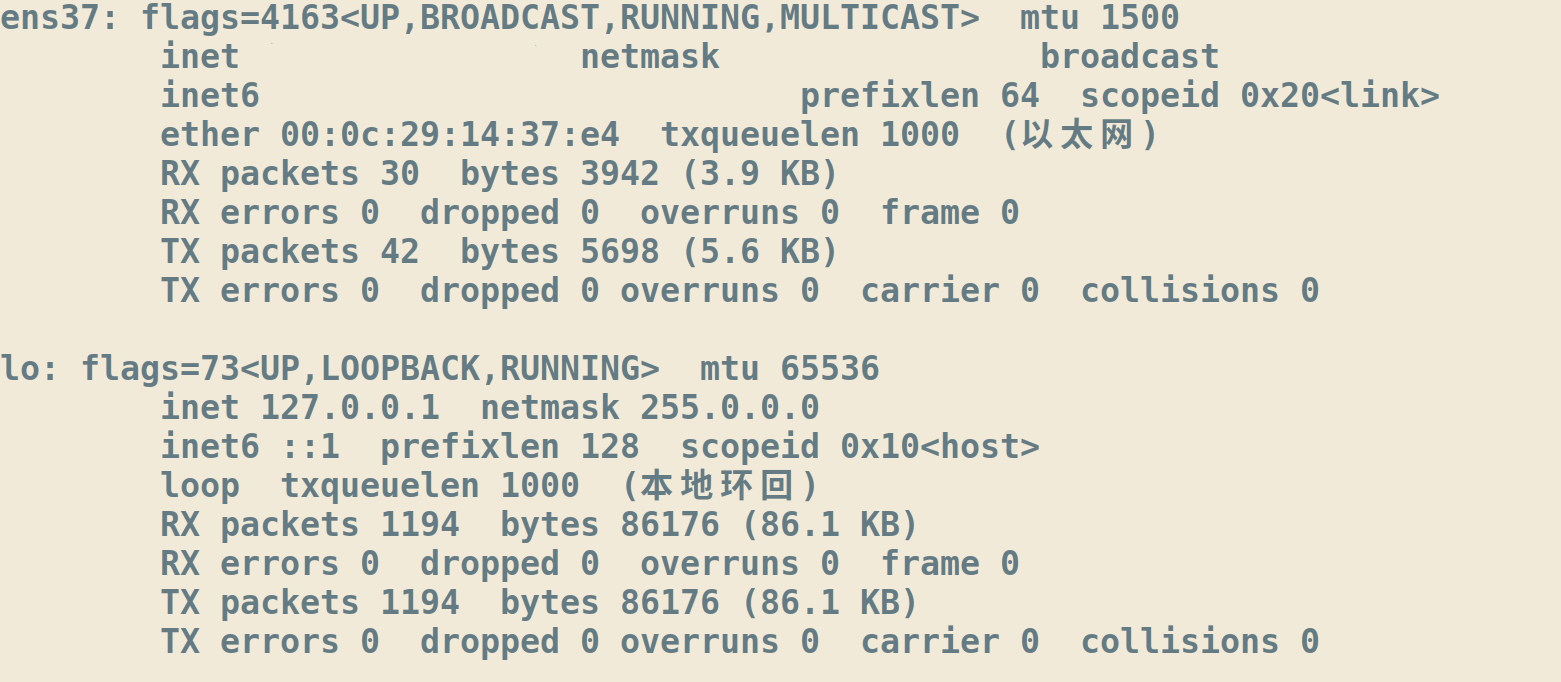 ens37: flags=4163<UP,BROADCAST,RUNNING,MULTICAST>  mtu 1500
        inet                 netmask                broadcast
        inet6                           prefixlen 64  scopeid 0x20<link>
        ether 00:0c:29:14:37:e4  txqueuelen 1000  (以太网)
        RX packets 30  bytes 3942 (3.9 KB)
        RX errors 0  dropped 0  overruns 0  frame 0
        TX packets 42  bytes 5698 (5.6 KB)
        TX errors 0  dropped 0 overruns 0  carrier 0  collisions 0

lo: flags=73<UP,LOOPBACK,RUNNING>  mtu 65536
        inet 127.0.0.1  netmask 255.0.0.0
        inet6 ::1  prefixlen 128  scopeid 0x10<host>
        loop  txqueuelen 1000  (本地环回)
        RX packets 1194  bytes 86176 (86.1 KB)
        RX errors 0  dropped 0  overruns 0  frame 0
        TX packets 1194  bytes 86176 (86.1 KB)
        TX errors 0  dropped 0 overruns 0  carrier 0  collisions 0